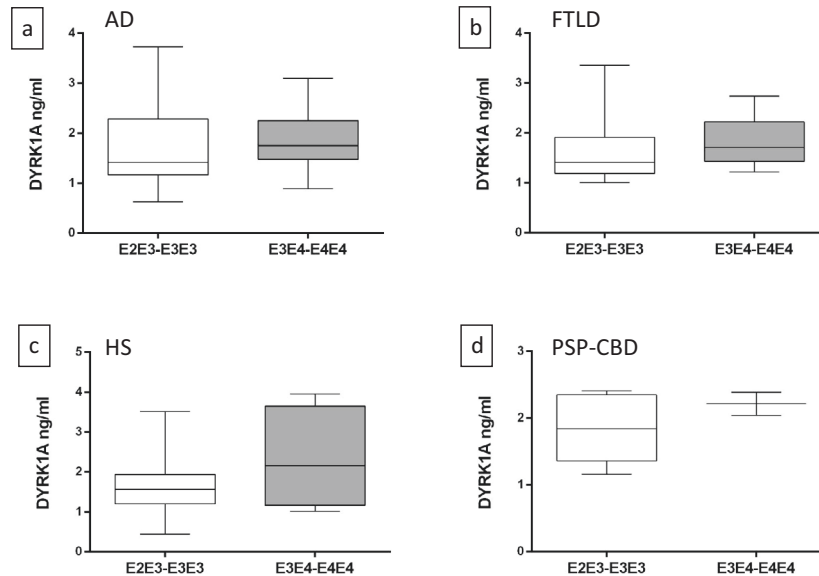 a
AD
DYRK1A ng/ml
4
3
2
1
0
E2E3-E3E3
E3E4-E4E4
b
FTLD
DYRK1A ng/ml
4
3
2
1
0
E2E3-E3E3
E3E4-E4E4
c
HS
DYRK1A ng/ml
5
4
3
2
1
0
E2E3-E3E3
E3E4-E4E4
d
PSP-CBD
DYRK1A ng/ml
3
2
1
0
E2E3-E3E3
E3E4-E4E4